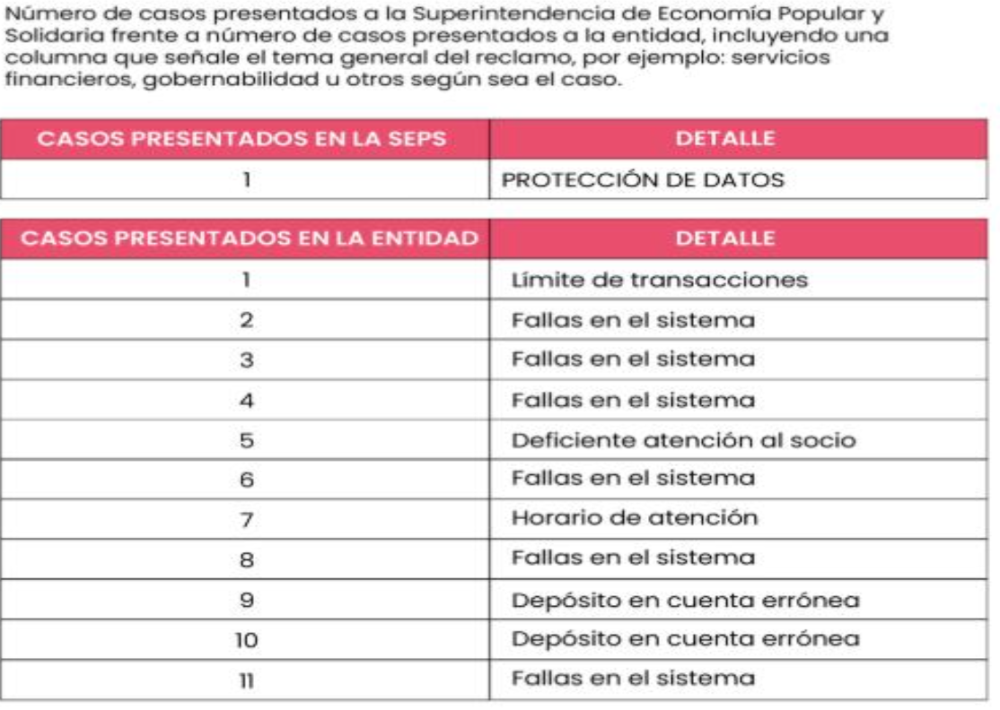 Número de casos presentados a la Superintendencia de Economía Popular y
Solidaria frente a número de casos presentados a la entidad, incluyendo una
columna que señale el tema general del reclamo, por ejemplo: servicios
financieros, gobernabilidad u otros según sea el caso.
CASOS PRESENTADOS EN LA SEPS DETALLE
1 PROTECCIÓN DE DATOS
CASOS PRESENTADOS EN LA ENTIDAD DETALLE
1 Límite de transacciones
2 Fallas en el sistema
3 Fallas en el sistema
4 Fallas en el sistema
5 Deficiente atención al socio
6 Fallas en el sistema
7 Horario de atención
8 Fallas en el sistema
9 Depósito en cuenta errónea
10 Depósito en cuenta errónea
11 Fallas en el sistema